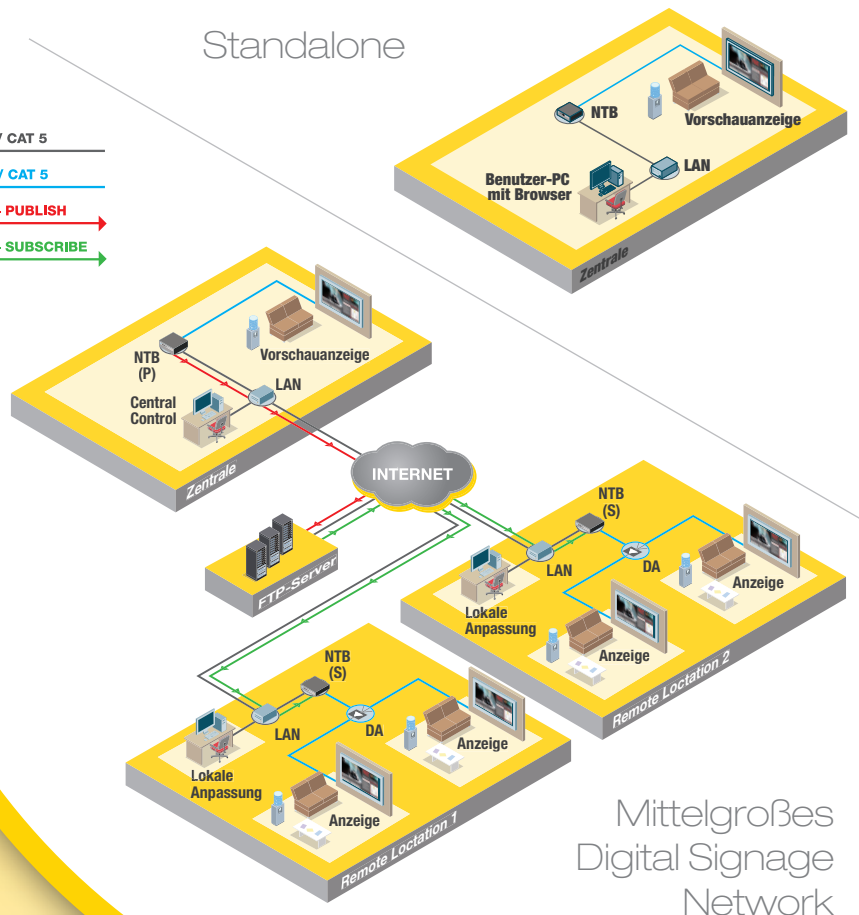 Standalone
/ CAT 5
/ CAT 5
- PUBLISH
- SUBSCRIBE
NTB
Vorschauanzeige
LAN
Benutzer-PC
mit Browser
Zentrale
NTB
(P)
Vorschauanzeige
LAN
Central
Control
Zentrale
INTERNET
FTP-Server
NTB
(S)
LAN
DA
Anzeige
Lokale
Anpassung
Anzeige
Remote Loctation 2
NTB
(S)
LAN
DA
Anzeige
Lokale
Anpassung
Anzeige
Remote Loctation 1
Mittelgroßes
Digital Signage
Network